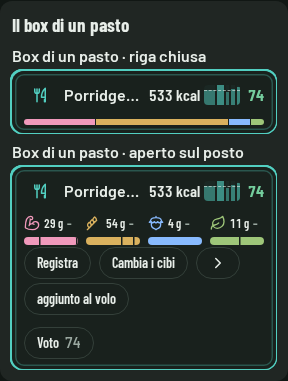 Il box di un pasto
Box di un pasto · riga chiusa
Porridge… 533 kcal 74
Box di un pasto · aperto sul posto
Porridge… 533 kcal 74
29 g – 54 g – 4 g – 11 g –
Registra Cambia i cibi
aggiunto al volo
Voto 74